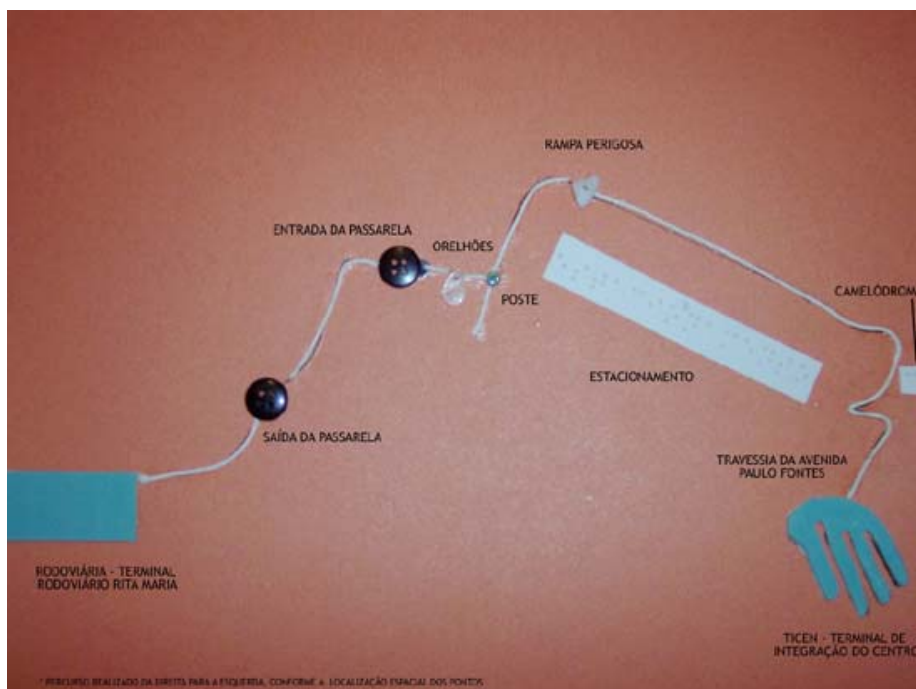 RAMPA PERIGOSA
ENTRADA DA PASSARELA
ORELHÕES
CAMELÓDROM
POSTE
ESTACIONAMENTO
SAÍDA DA PASSARELA
TRAVESSIA DA AVENIDA
PAULO FONTES
RODOVIÁRIA - TERMINAL
RODOVIÁRIO RITA MARIA
TICEN - TERMINAL DE
INTEGRAÇÃO DO CENTRO
* PERCURSO REALIZADO DA DIREITA PARA A ESQUERDA, CONFORME A LOCALIZAÇÃO ESPACIAL DOS PONTOS